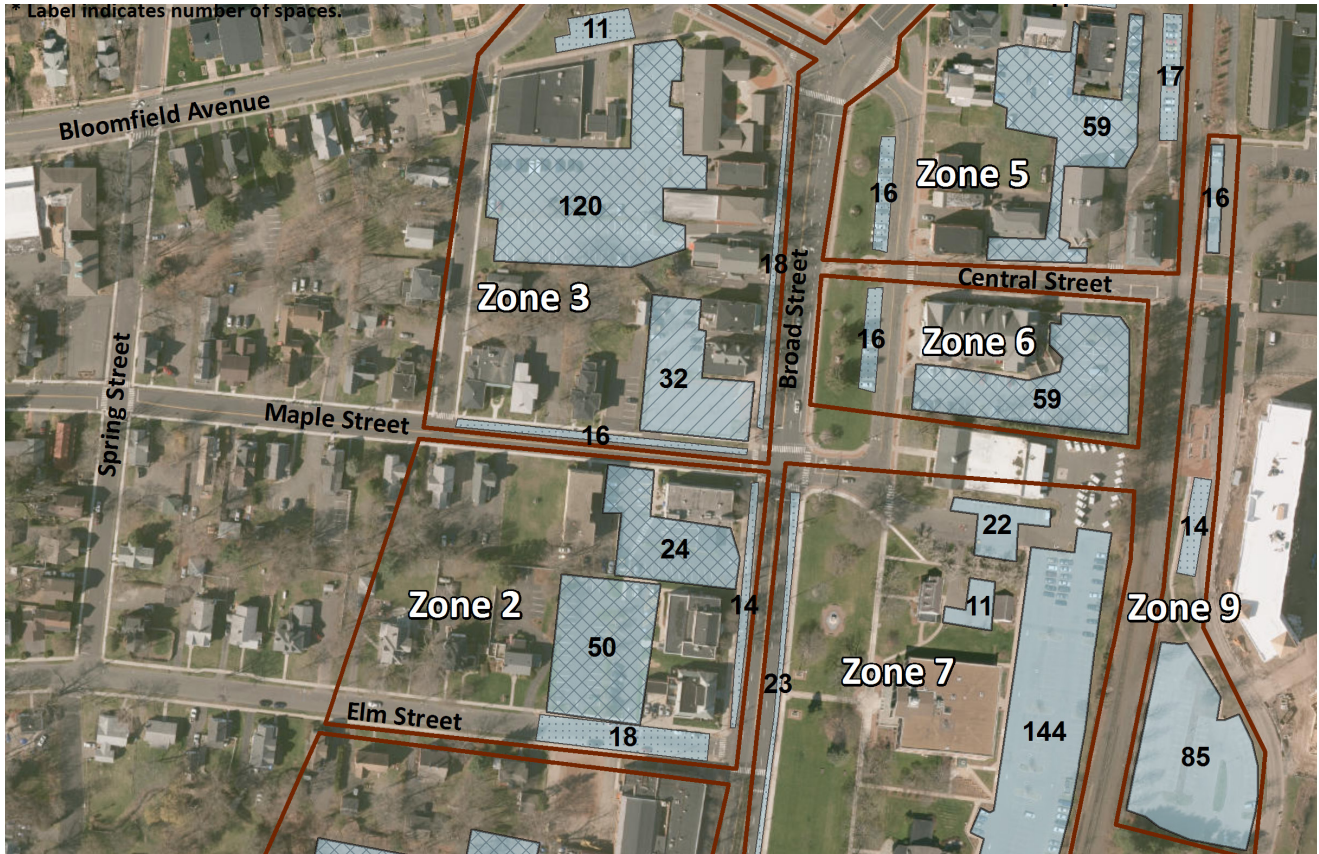 * Label indicates number of spaces.
11
17
Bloomfield Avenue
59
Zone 5
16
16
120
18
Central Street
Zone 3
Broad Street
16
Zone 6
32
59
Spring Street
Maple Street
16
14
22
24
Zone 2
14
11
Zone 9
50
Zone 7
23
Elm Street
18
144
85